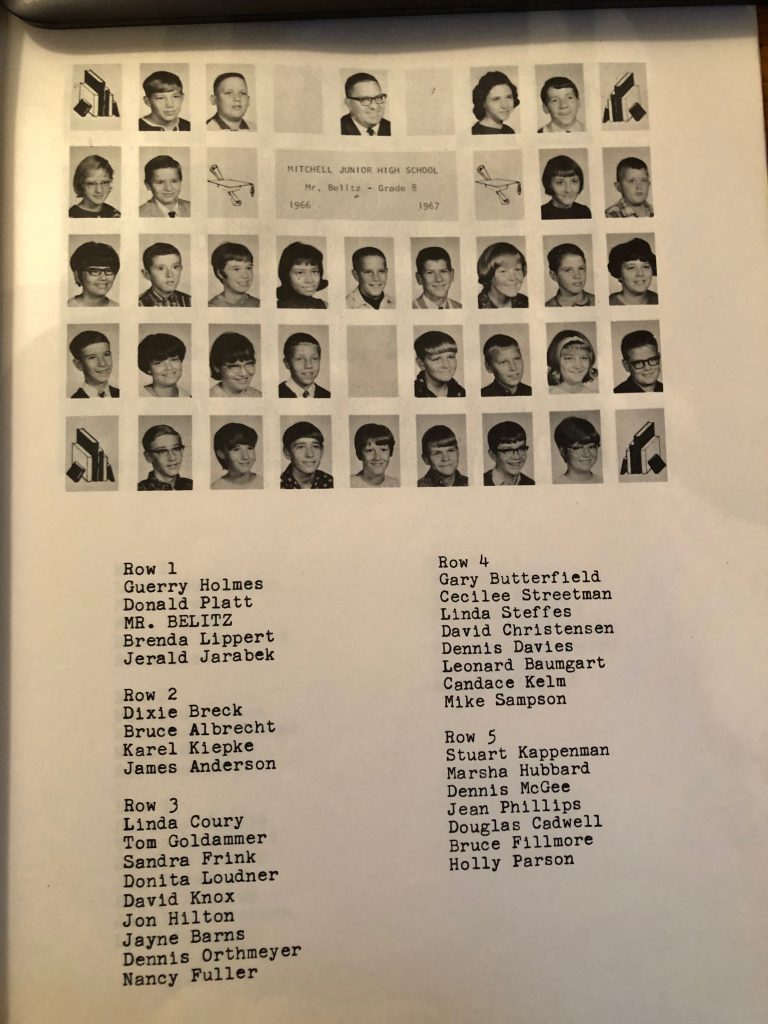 MITCHELL JUNIOR HIGH SCHOOL
Mr. Belitz - Grade 8
1966 - 1967
Row 1
Guerry Holmes
Donald Platt
MR. BELITZ
Brenda Lippert
Jerald Jarabek
Row 2
Dixie Breck
Bruce Albrecht
Karel Kiepke
James Anderson
Row 3
Linda Coury
Tom Goldammer
Sandra Frink
Donita Loudner
David Knox
Jon Hilton
Jayne Barns
Dennis Orthmeyer
Nancy Fuller
Row 4
Gary Butterfield
Cecilee Streetman
Linda Steffes
David Christensen
Dennis Davies
Leonard Baumgart
Candace Kelm
Mike Sampson
Row 5
Stuart Kappenman
Marsha Hubbard
Dennis McGee
Jean Phillips
Douglas Cadwell
Bruce Fillmore
Holly Parson